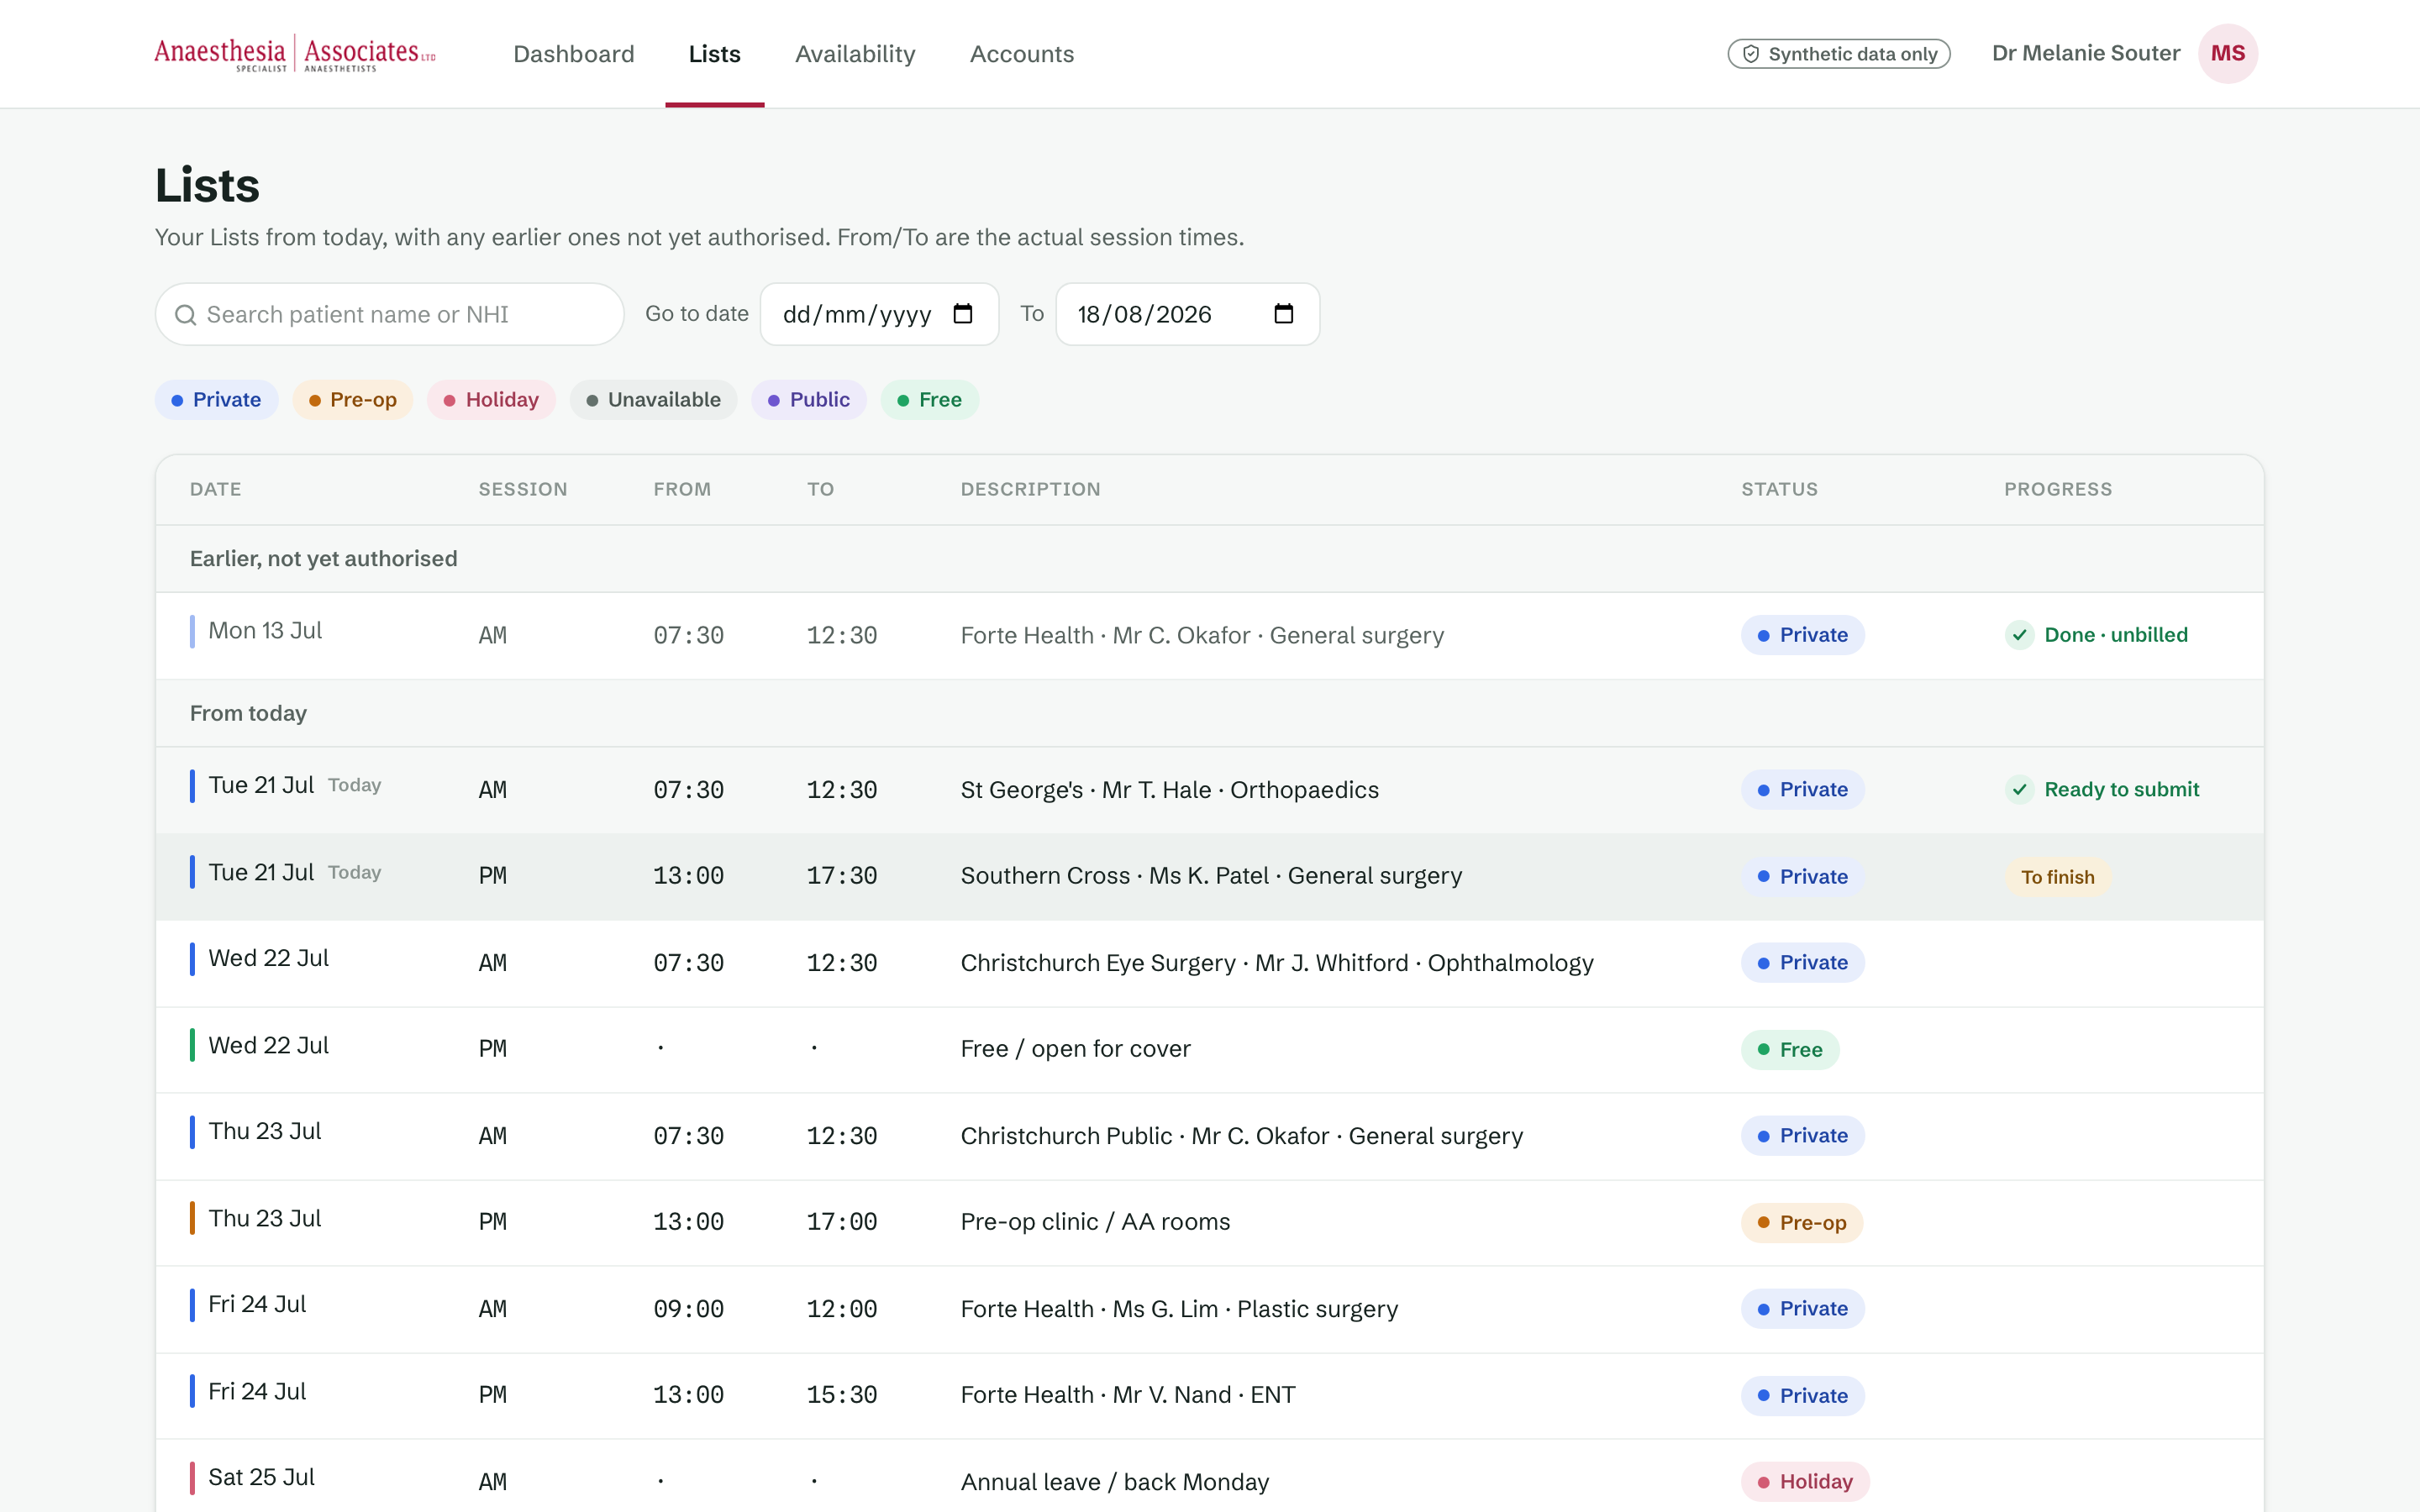 Anaesthesia | Associates LTD
SPECIALIST ANAESTHETISTS
Dashboard Lists Availability Accounts
Synthetic data only
Dr Melanie Souter MS
Lists
Your Lists from today, with any earlier ones not yet authorised. From/To are the actual session times.
Search patient name or NHI Go to date dd/mm/yyyy To 18/08/2026
Private Pre-op Holiday Unavailable Public Free
DATE SESSION FROM TO DESCRIPTION STATUS PROGRESS
Earlier, not yet authorised
Mon 13 Jul AM 07:30 12:30 Forte Health · Mr C. Okafor · General surgery Private Done · unbilled
From today
Tue 21 Jul Today AM 07:30 12:30 St George's · Mr T. Hale · Orthopaedics Private Ready to submit
Tue 21 Jul Today PM 13:00 17:30 Southern Cross · Ms K. Patel · General surgery Private To finish
Wed 22 Jul AM 07:30 12:30 Christchurch Eye Surgery · Mr J. Whitford · Ophthalmology Private
Wed 22 Jul PM · · Free / open for cover Free
Thu 23 Jul AM 07:30 12:30 Christchurch Public · Mr C. Okafor · General surgery Private
Thu 23 Jul PM 13:00 17:00 Pre-op clinic / AA rooms Pre-op
Fri 24 Jul AM 09:00 12:00 Forte Health · Ms G. Lim · Plastic surgery Private
Fri 24 Jul PM 13:00 15:30 Forte Health · Mr V. Nand · ENT Private
Sat 25 Jul AM · · Annual leave / back Monday Holiday